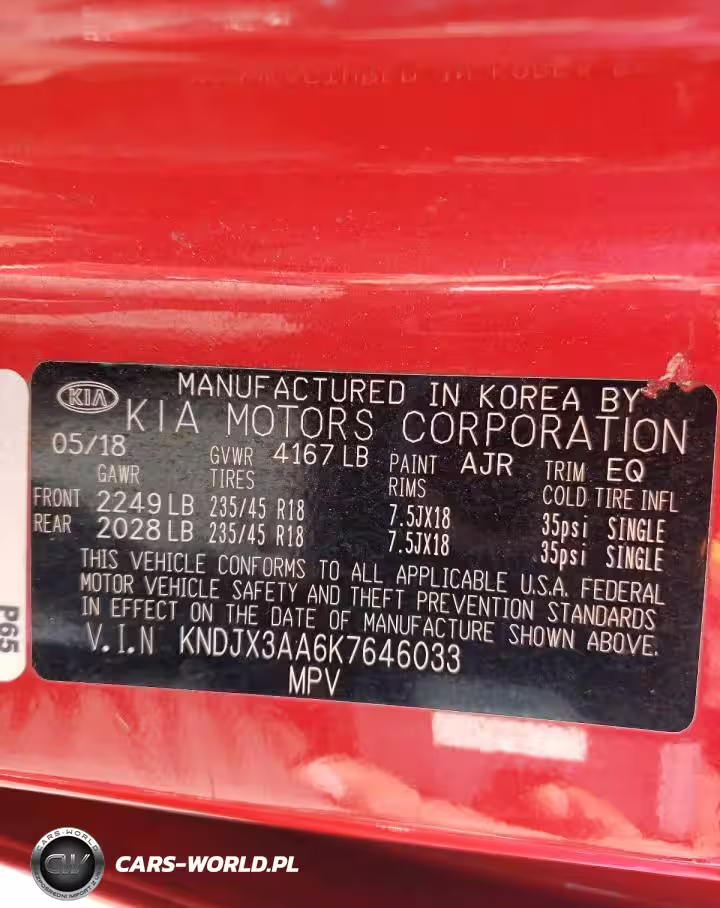 KIA
MANUFACTURED IN KOREA BY
KIA MOTORS CORPORATION
05/18 GVWR 4167 LB PAINT AJR TRIM EQ
GAWR TIRES RIMS COLD TIRE INFL
FRONT 2249 LB 235/45 R18 7.5JX18 35psi SINGLE
REAR 2028 LB 235/45 R18 7.5JX18 35psi SINGLE
THIS VEHICLE CONFORMS TO ALL APPLICABLE U.S.A. FEDERAL
MOTOR VEHICLE SAFETY AND THEFT PREVENTION STANDARDS
IN EFFECT ON THE DATE OF MANUFACTURE SHOWN ABOVE.
V.I.N KNDJX3AA6K7646033
MPV
P65
CARS-WORLD
CW
CARS-WORLD.PL